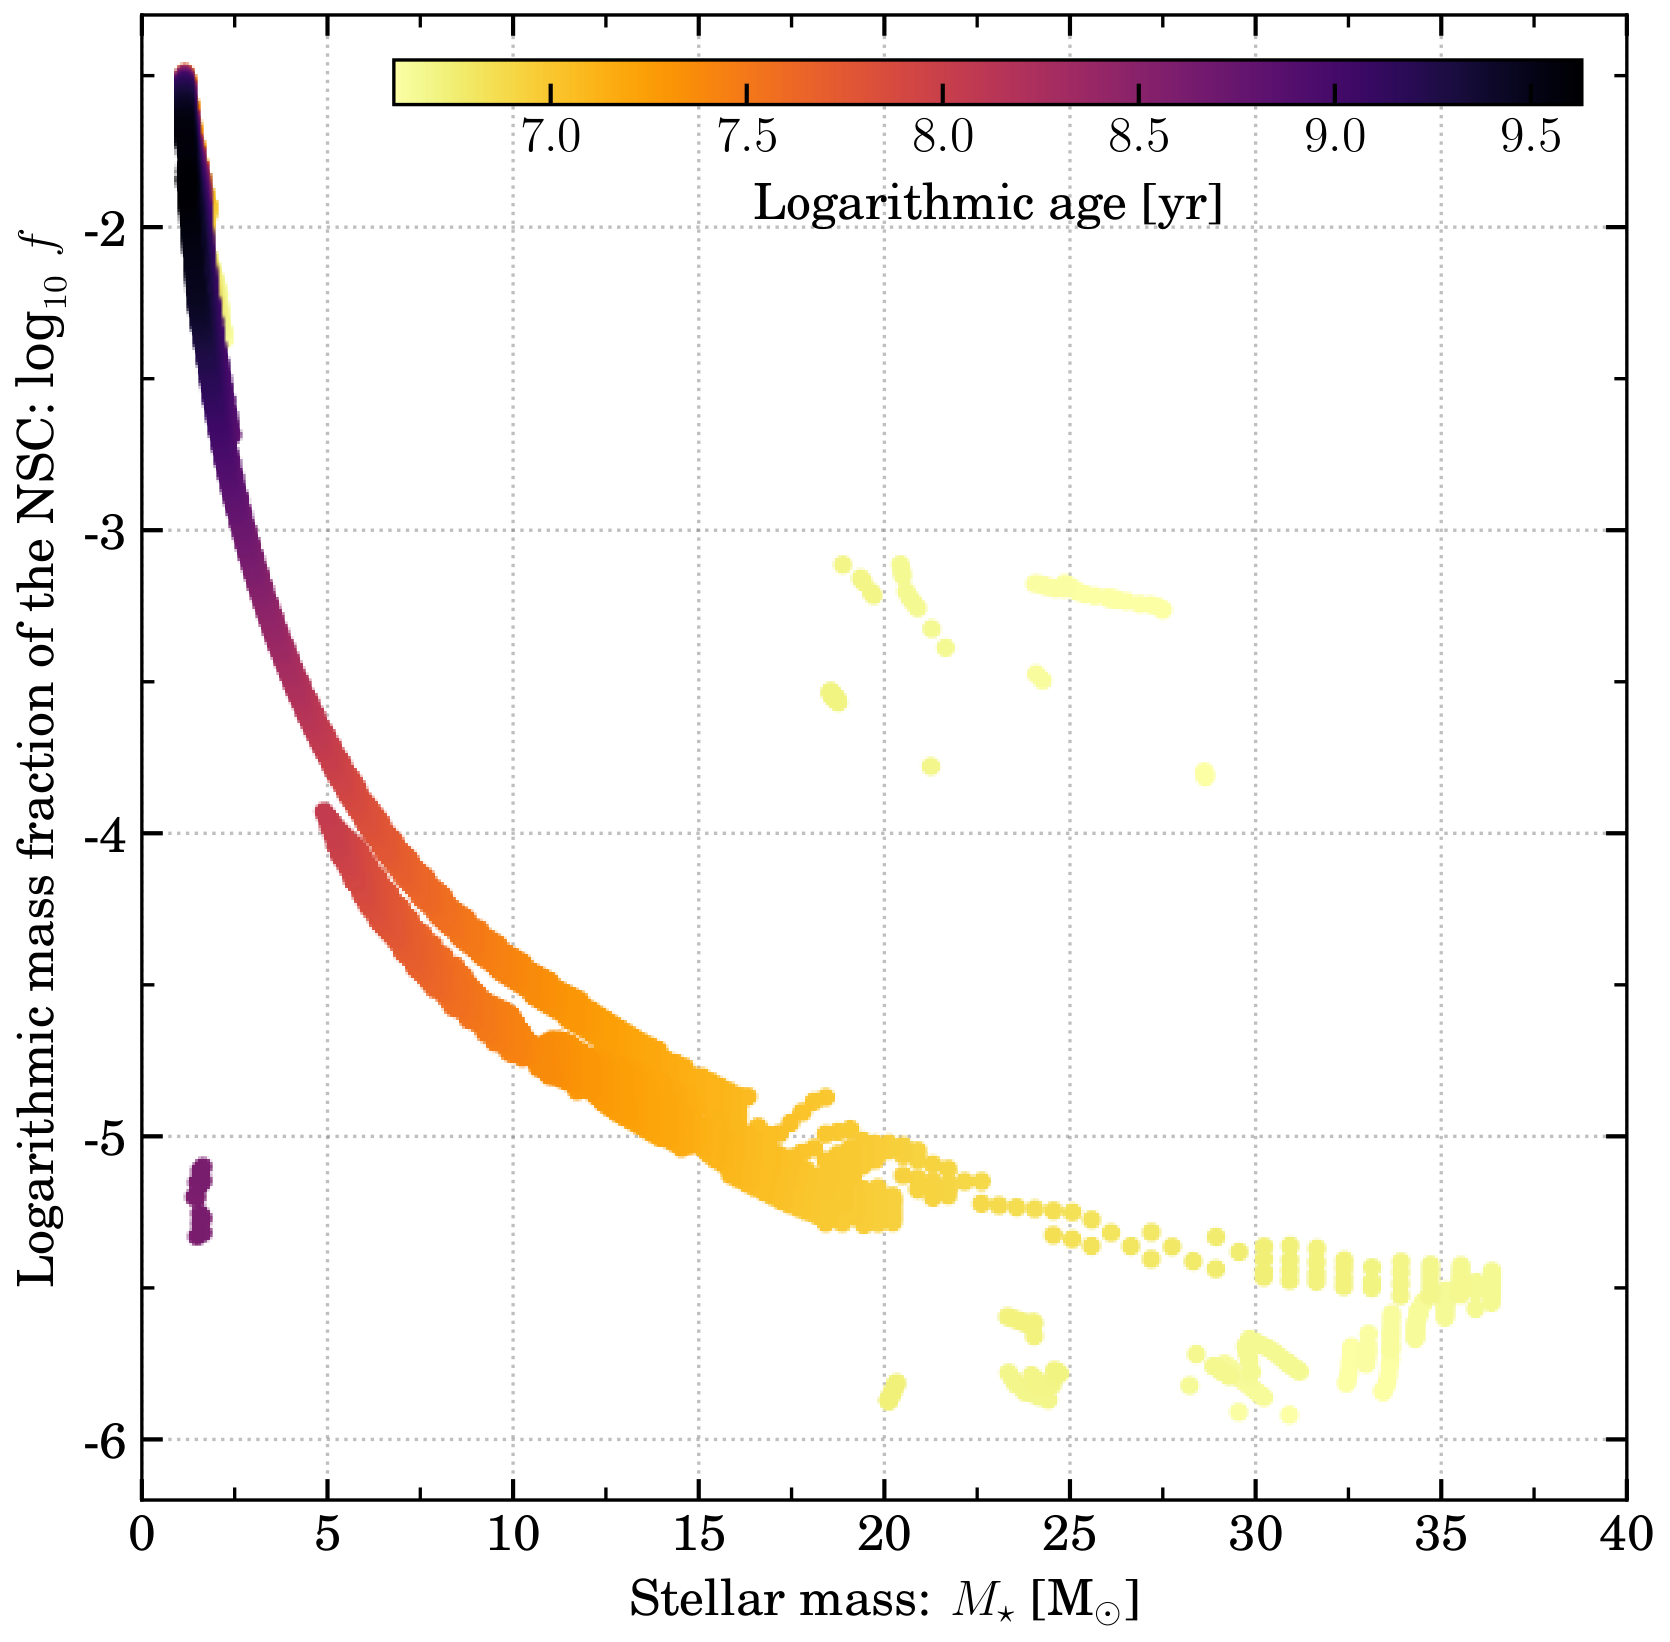 7.0 7.5 8.0 8.5 9.0 9.5
Logarithmic age [yr]
Logarithmic mass fraction of the NSC: log₁₀ f
-2
-3
-4
-5
-6
0 5 10 15 20 25 30 35 40
Stellar mass: M⋆ [M⊙]